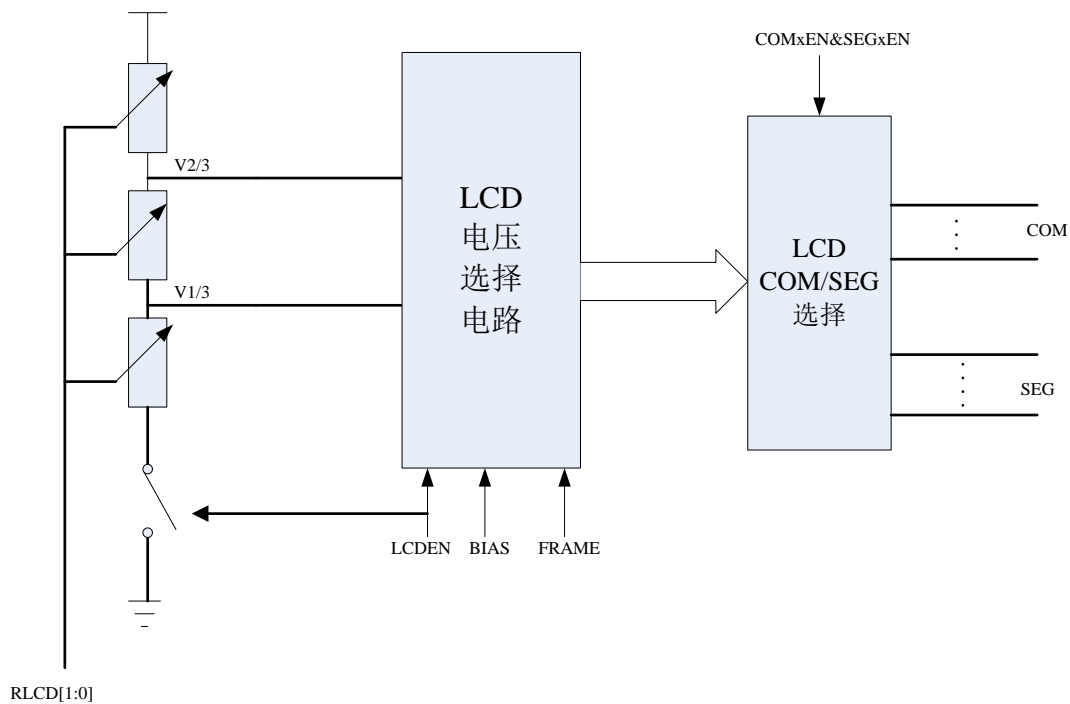 COMxEN&SEGxEN
V2/3
LCD
电压
选择
电路
V1/3
LCD
COM/SEG
选择
COM
SEG
LCDEN
BIAS
FRAME
RLCD[1:0]